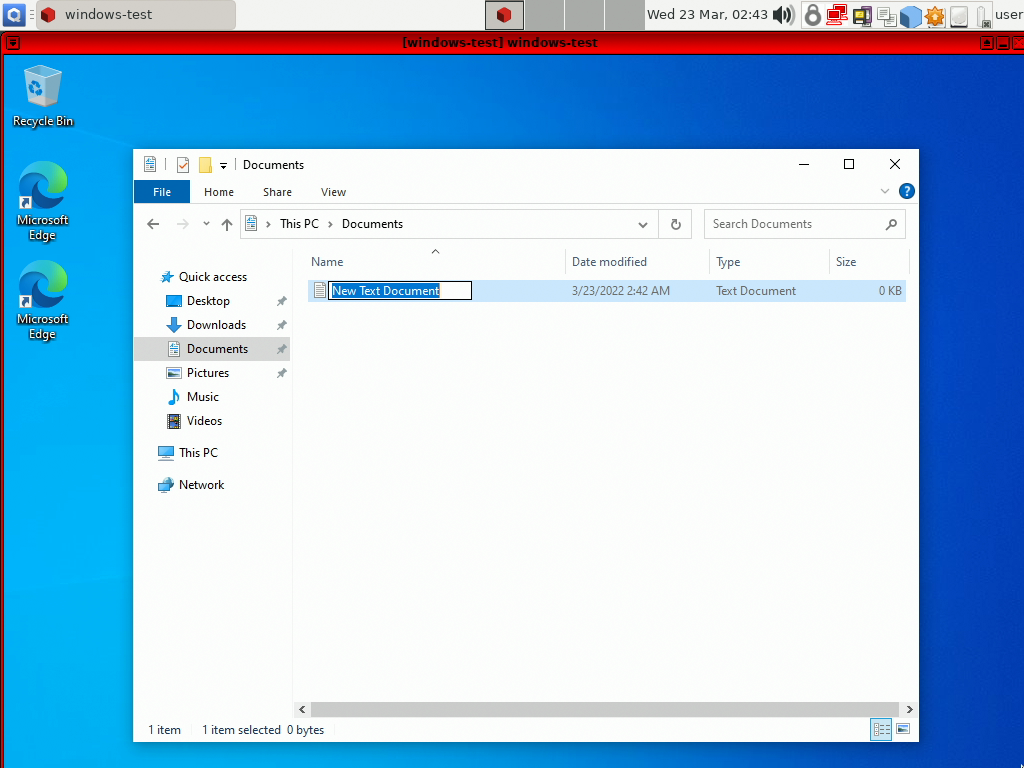 windows-test
Wed 23 Mar, 02:43
user
[windows-test] windows-test
Recycle Bin
Microsoft
Edge
Microsoft
Edge
Documents
File Home Share View
This PC Documents
Search Documents
Name Date modified Type Size
New Text Document 3/23/2022 2:42 AM Text Document 0 KB
Quick access
Desktop
Downloads
Documents
Pictures
Music
Videos
This PC
Network
1 item 1 item selected 0 bytes